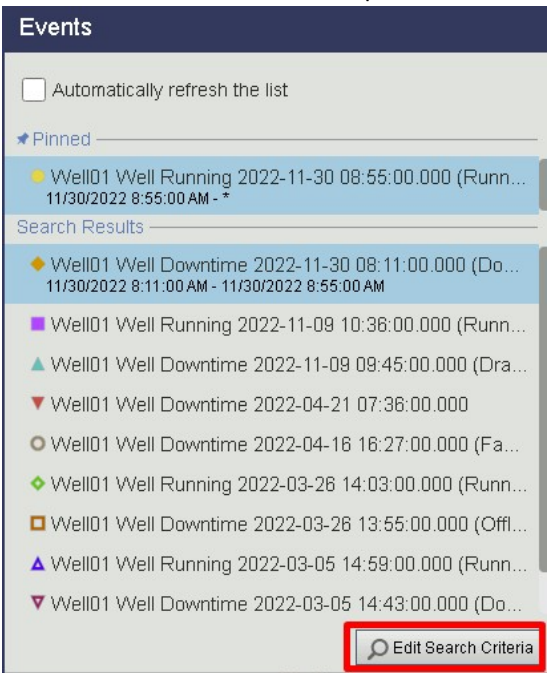 Events
Automatically refresh the list
Pinned
Well01 Well Running 2022-11-30 08:55:00.000 (Runn...
11/30/2022 8:55:00 AM - *
Search Results
Well01 Well Downtime 2022-11-30 08:11:00.000 (Do...
11/30/2022 8:11:00 AM - 11/30/2022 8:55:00 AM
Well01 Well Running 2022-11-09 10:36:00.000 (Runn...
Well01 Well Downtime 2022-11-09 09:45:00.000 (Dra...
Well01 Well Downtime 2022-04-21 07:36:00.000
Well01 Well Downtime 2022-04-16 16:27:00.000 (Fa...
Well01 Well Running 2022-03-26 14:03:00.000 (Runn...
Well01 Well Downtime 2022-03-26 13:55:00.000 (Offl...
Well01 Well Running 2022-03-05 14:59:00.000 (Runn...
Well01 Well Downtime 2022-03-05 14:43:00.000 (Do...
Edit Search Criteria